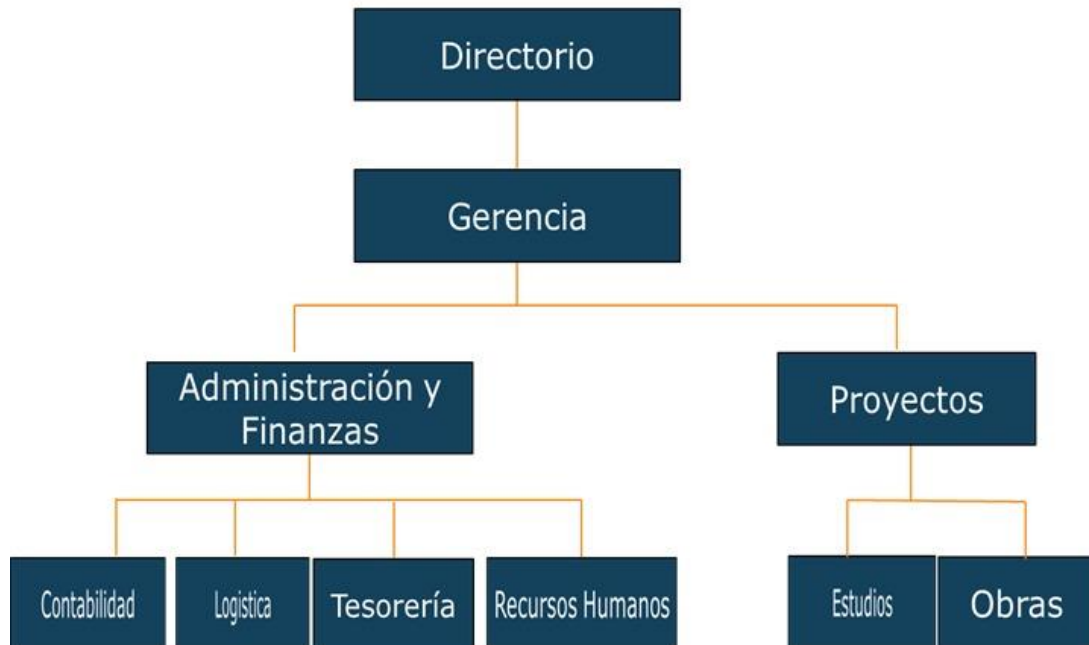 Directorio
Gerencia
Administración y
Finanzas
Proyectos
Contabilidad
Logistica
Tesorería
Recursos Humanos
Estudios
Obras